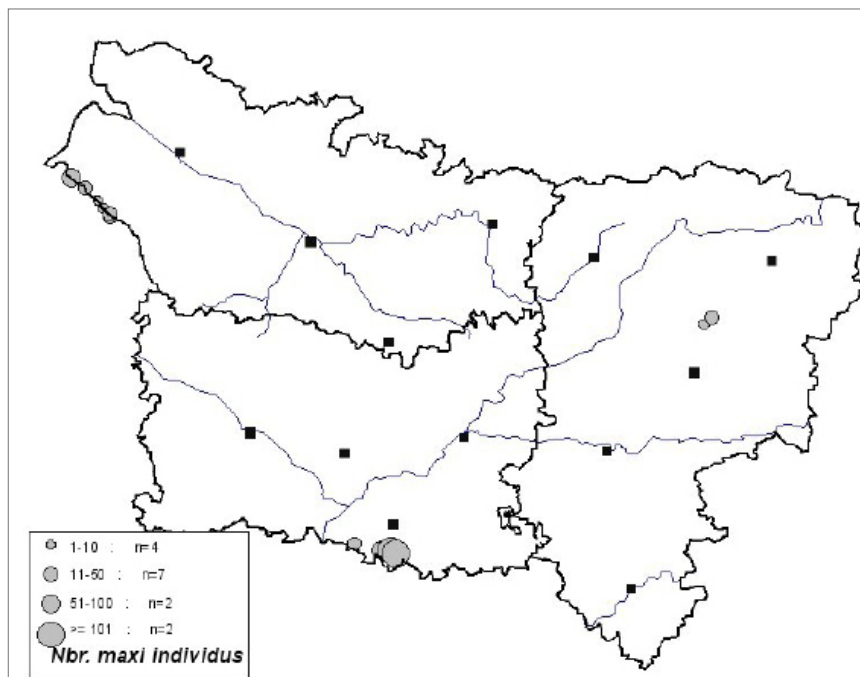 1-10 : n=4
11-50 : n=7
51-100 : n=2
>= 101 : n=2
Nbr. maxi individus